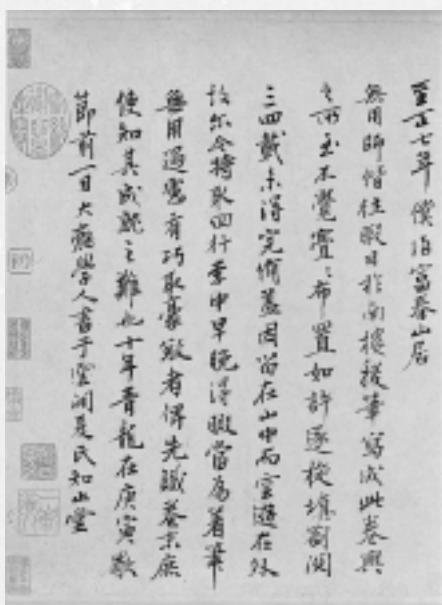 至正七年僕歸富春山居
無用師偕往暇日於南樓援筆寫成此卷興
之所至不覺亹亹布置如許逐旋填劄閱
三四載未得完備蓋因留在山中而雲遊在外
故尓今特取回行李中早晚得暇當為著筆
無用過慮有巧取豪敓者俾先識卷末庶
使知其成就之難也十年青龍在庚寅歜
節前一日大癡學人書于雲間夏氏知止堂